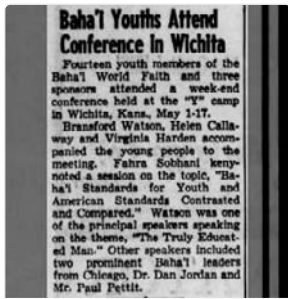 Baha'i Youths Attend
Conference in Wichita
Fourteen youth members of the
Baha'i World Faith and three
sponsors attended a week-end
conference held at the "Y" camp
in Wichita, Kans., May 1-17.
Bransford Watson, Helen Calla-
way and Virginia Harden accom-
panied the young people to the
meeting. Fahra Sobhani keny-
noted a session on the topic, "Ba-
ha'i Standards for Youth and
American Standards Contrasted
and Compared." Watson was one
of the principal speakers speaking
on the theme, "The Truly Educat-
ed Man." Other speakers included
two prominent Baha'i leaders
from Chicago, Dr. Dan Jordan and
Mr. Paul Pettit.